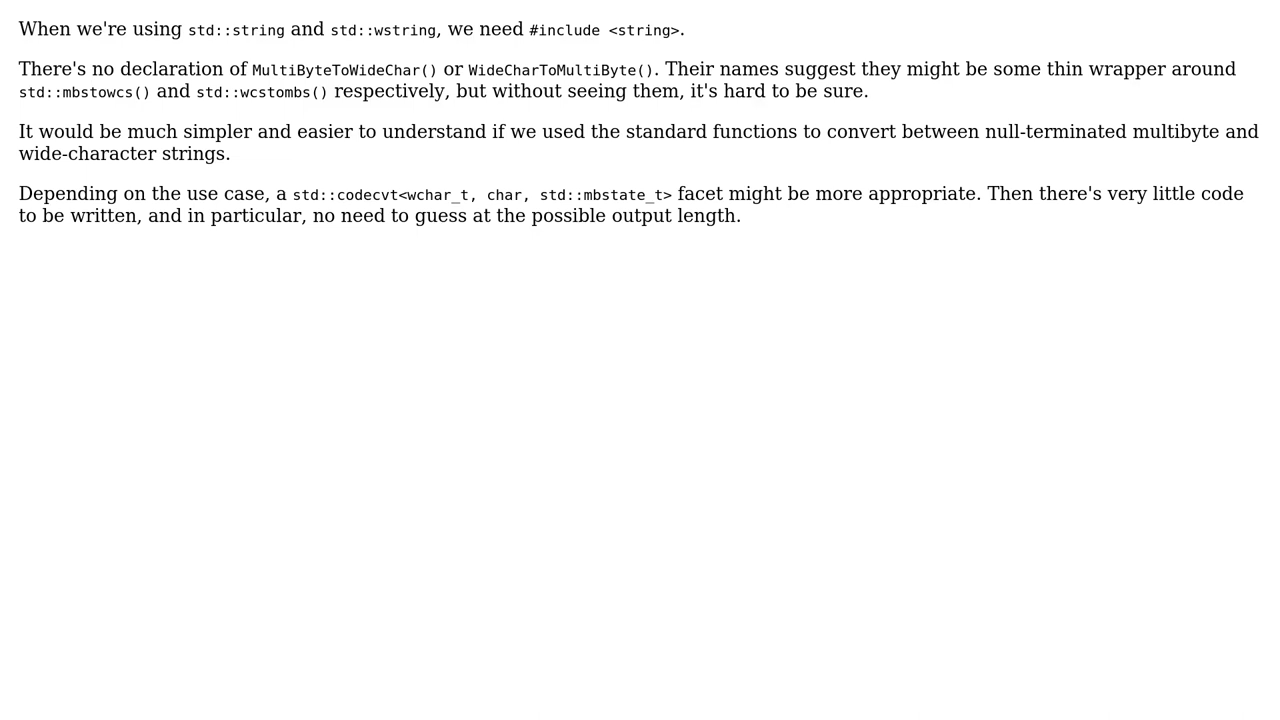 When we're using std::string and std::wstring, we need #include <string>.
There's no declaration of MultiByteToWideChar() or WideCharToMultiByte(). Their names suggest they might be some thin wrapper around
std::mbstowcs() and std::wcstombs() respectively, but without seeing them, it's hard to be sure.
It would be much simpler and easier to understand if we used the standard functions to convert between null-terminated multibyte and
wide-character strings.
Depending on the use case, a std::codecvt<wchar_t, char, std::mbstate_t> facet might be more appropriate. Then there's very little code
to be written, and in particular, no need to guess at the possible output length.